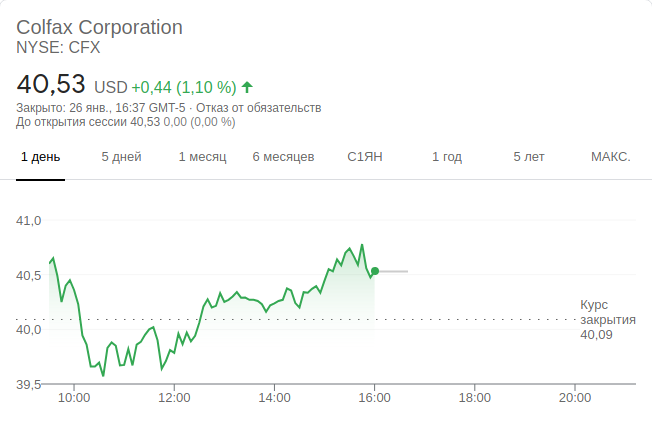 Colfax Corporation
NYSE: CFX
40,53 USD +0,44 (1,10 %)
Закрыто: 26 янв., 16:37 GMT-5 · Отказ от обязательств
До открытия сессии 40,53 0,00 (0,00 %)
1 день 5 дней 1 месяц 6 месяцев С1ЯН 1 год 5 лет МАКС.
41,0
40,5
40,0
39,5
Курс
закрытия
40,09
10:00 12:00 14:00 16:00 18:00 20:00